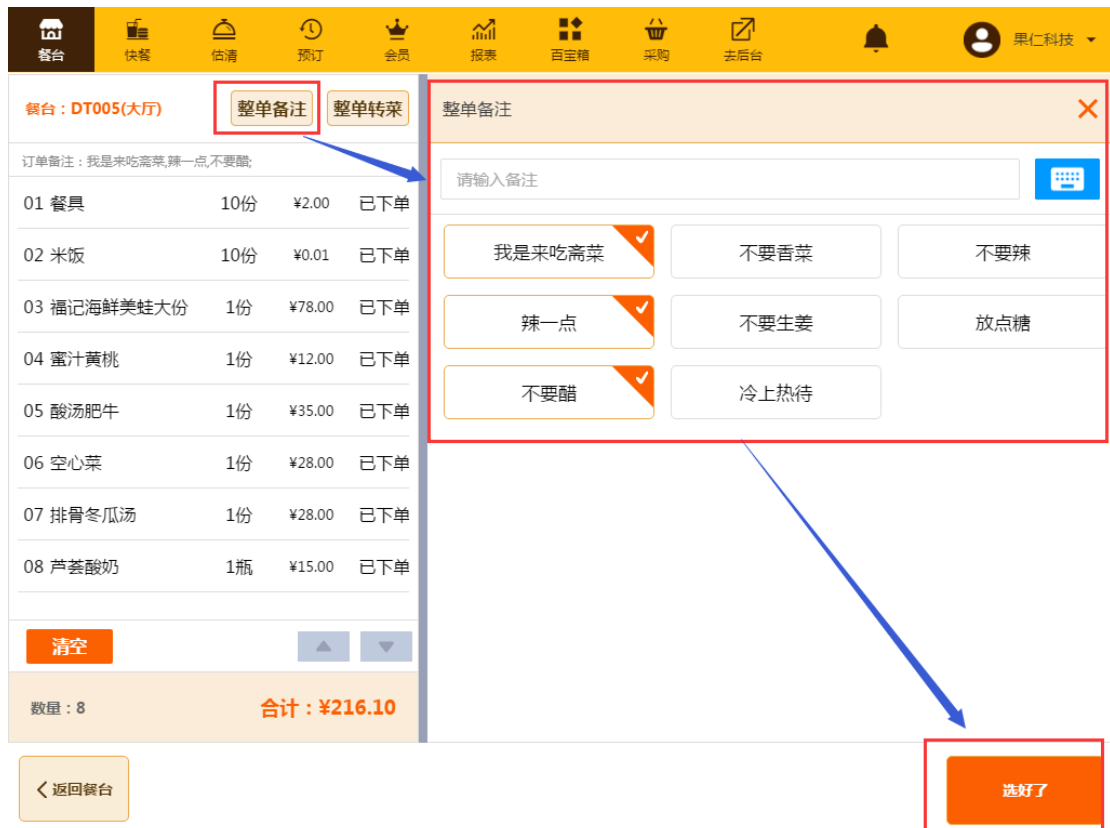 餐台 快餐 估清 预订 会员 报表 百宝箱 采购 去后台 果仁科技
餐台：DT005(大厅) 整单备注 整单转菜
订单备注：我是来吃斋菜,辣一点,不要醋;
01 餐具 10份 ¥2.00 已下单
02 米饭 10份 ¥0.01 已下单
03 福记海鲜美蛙大份 1份 ¥78.00 已下单
04 蜜汁黄桃 1份 ¥12.00 已下单
05 酸汤肥牛 1份 ¥35.00 已下单
06 空心菜 1份 ¥28.00 已下单
07 排骨冬瓜汤 1份 ¥28.00 已下单
08 芦荟酸奶 1瓶 ¥15.00 已下单
清空
数量：8 合计：¥216.10
返回餐台
整单备注
请输入备注
我是来吃斋菜 不要香菜 不要辣
辣一点 不要生姜 放点糖
不要醋 冷上热待
选好了